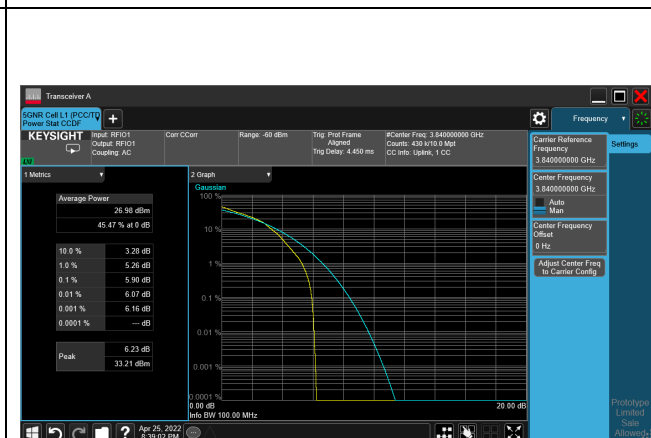 Transceiver A
5GNR Cell L1 (PCC/TQ
Power Stat CCDF
Frequency
KEYSIGHT
Input: RFIO1
Output: RFIO1
Coupling: AC
Corr CCorr
Range: -60 dBm
Trig: Prot Frame
Aligned
Trig Delay: 4.450 ms
#Center Freq: 3.840000000 GHz
Counts: 430 k/10.0 Mpt
CC Info: Uplink, 1 CC
LV
1 Metrics
Average Power
26.98 dBm
45.47 % at 0 dB
10.0 % 3.28 dB
1.0 % 5.26 dB
0.1 % 5.90 dB
0.01 % 6.07 dB
0.001 % 6.16 dB
0.0001 % --- dB
Peak
6.23 dB
33.21 dBm
2 Graph
Gaussian
100 %
10 %
1 %
0.1 %
0.01 %
0.001 %
0.0001 %
0.00 dB
20.00 dB
Info BW 100.00 MHz
Carrier Reference
Frequency
3.840000000 GHz
Center Frequency
3.840000000 GHz
Auto
Man
Center Frequency
Offset
0 Hz
Adjust Center Freq
to Carrier Config
Settings
Prototype
Limited
Sale
Allowed
?
Apr 25, 2022
8:39:02 PM